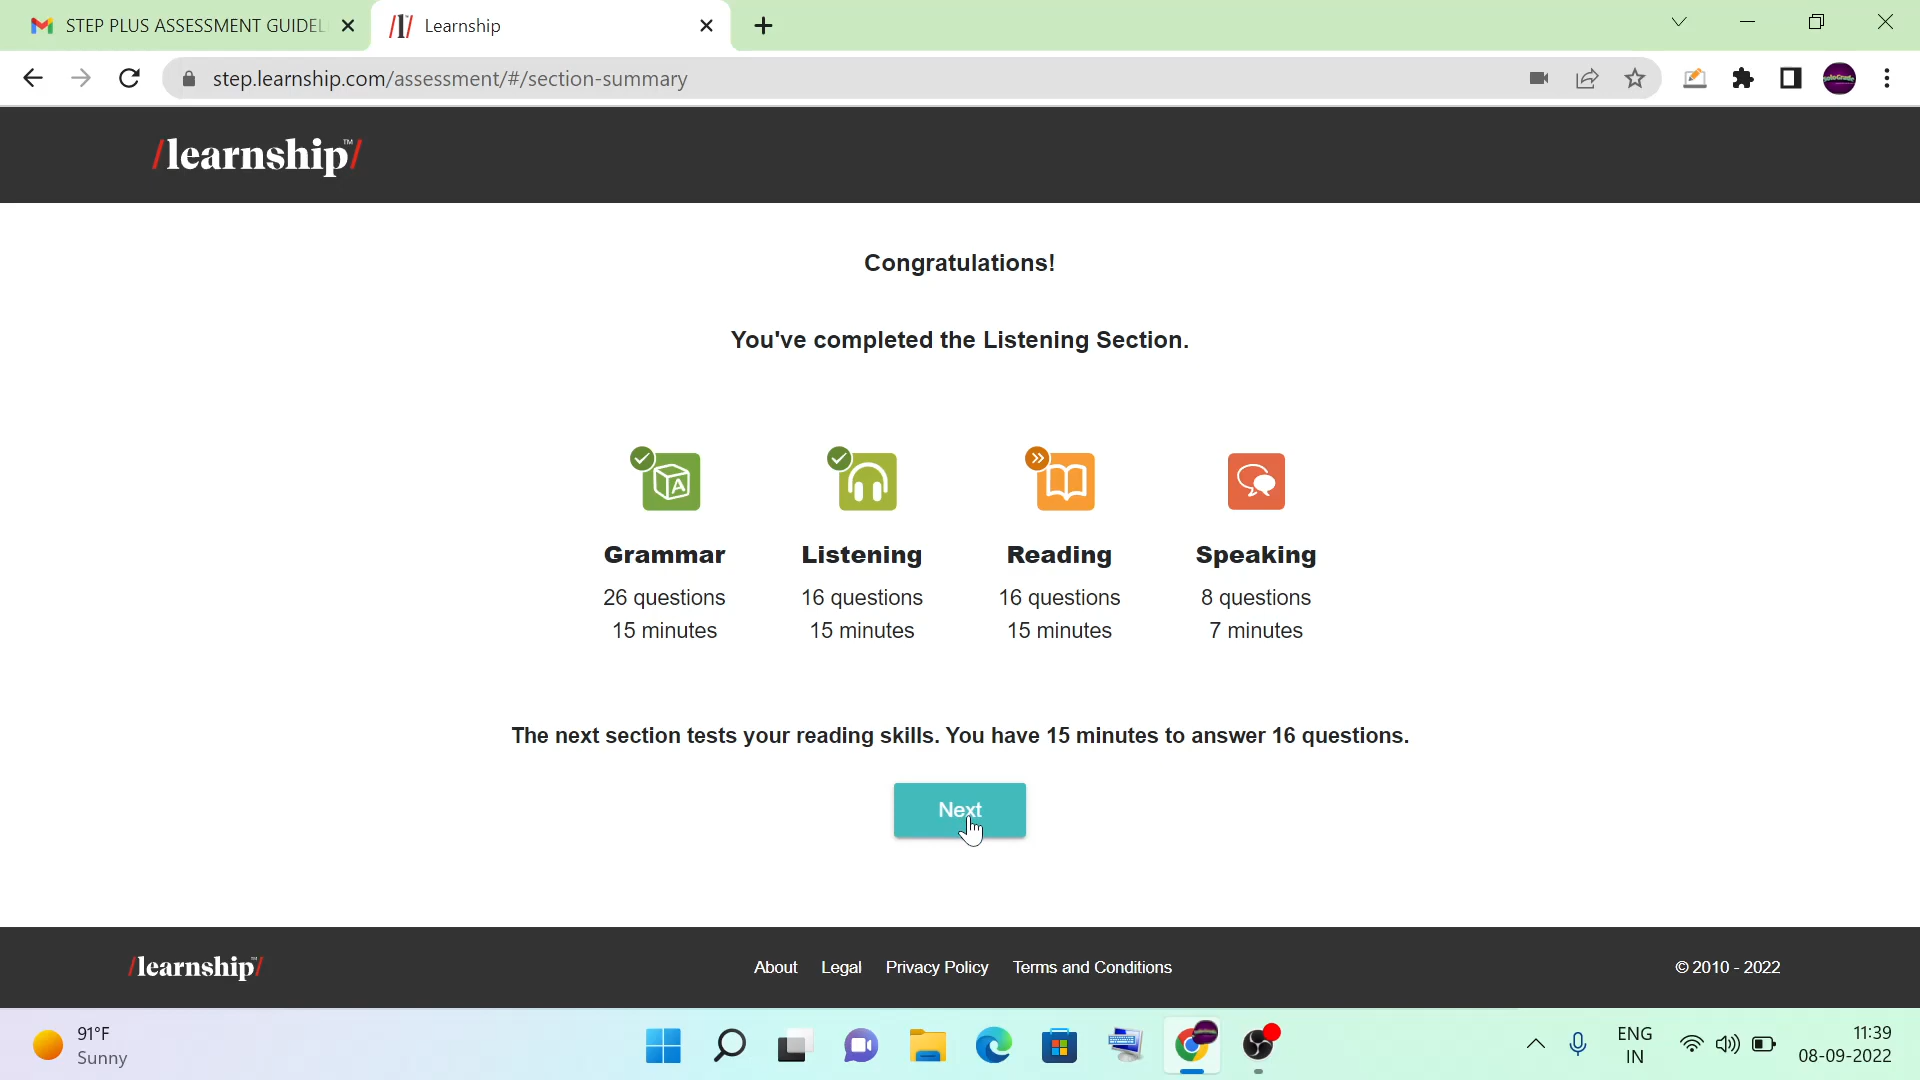 STEP PLUS ASSESSMENT GUIDEL
Learnship
step.learnship.com/assessment/#/section-summary
/learnship™/
Congratulations!
You've completed the Listening Section.
Grammar
26 questions
15 minutes
Listening
16 questions
15 minutes
Reading
16 questions
15 minutes
Speaking
8 questions
7 minutes
The next section tests your reading skills. You have 15 minutes to answer 16 questions.
Next
/learnship™/
About Legal Privacy Policy Terms and Conditions
© 2010 - 2022
91°F
Sunny
ENG
IN
11:39
08-09-2022